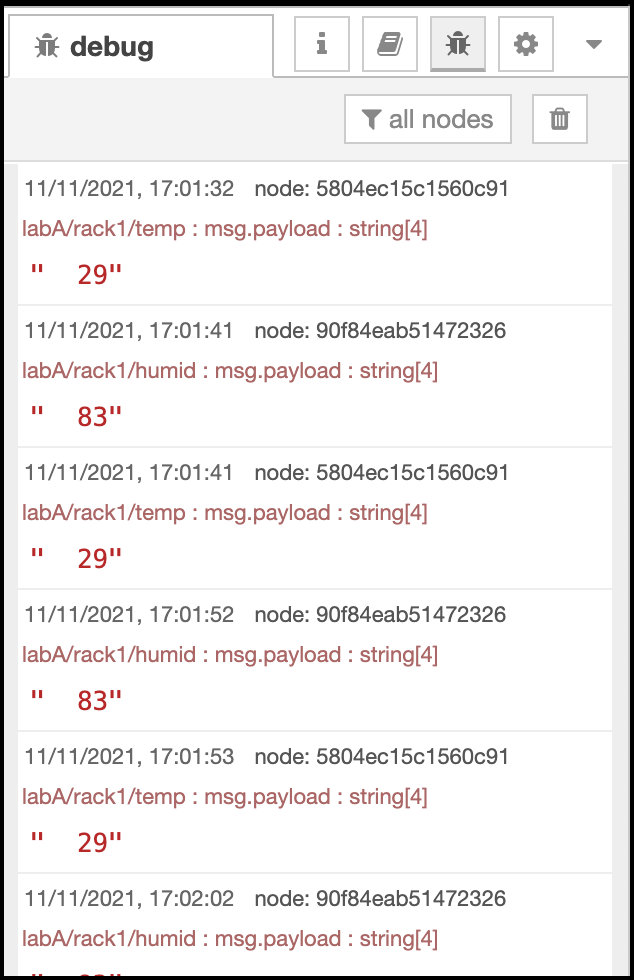 debug
all nodes
11/11/2021, 17:01:32 node: 5804ec15c1560c91
labA/rack1/temp : msg.payload : string[4]
"  29"
11/11/2021, 17:01:41 node: 90f84eab51472326
labA/rack1/humid : msg.payload : string[4]
"  83"
11/11/2021, 17:01:41 node: 5804ec15c1560c91
labA/rack1/temp : msg.payload : string[4]
"  29"
11/11/2021, 17:01:52 node: 90f84eab51472326
labA/rack1/humid : msg.payload : string[4]
"  83"
11/11/2021, 17:01:53 node: 5804ec15c1560c91
labA/rack1/temp : msg.payload : string[4]
"  29"
11/11/2021, 17:02:02 node: 90f84eab51472326
labA/rack1/humid : msg.payload : string[4]